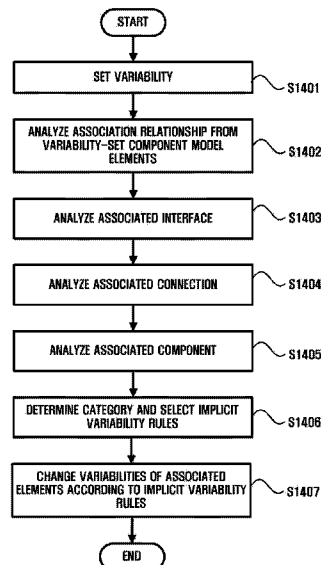 START
SET VARIABILITY
S1401
ANALYZE ASSOCIATION RELATIONSHIP FROM
VARIABILITY-SET COMPONENT MODEL
ELEMENTS
S1402
ANALYZE ASSOCIATED INTERFACE
S1403
ANALYZE ASSOCIATED CONNECTION
S1404
ANALYZE ASSOCIATED COMPONENT
S1405
DETERMINE CATEGORY AND SELECT IMPLICIT
VARIABILITY RULES
S1406
CHANGE VARIABILITIES OF ASSOCIATED
ELEMENTS ACCORDING TO IMPLICIT VARIABILITY
RULES
S1407
END